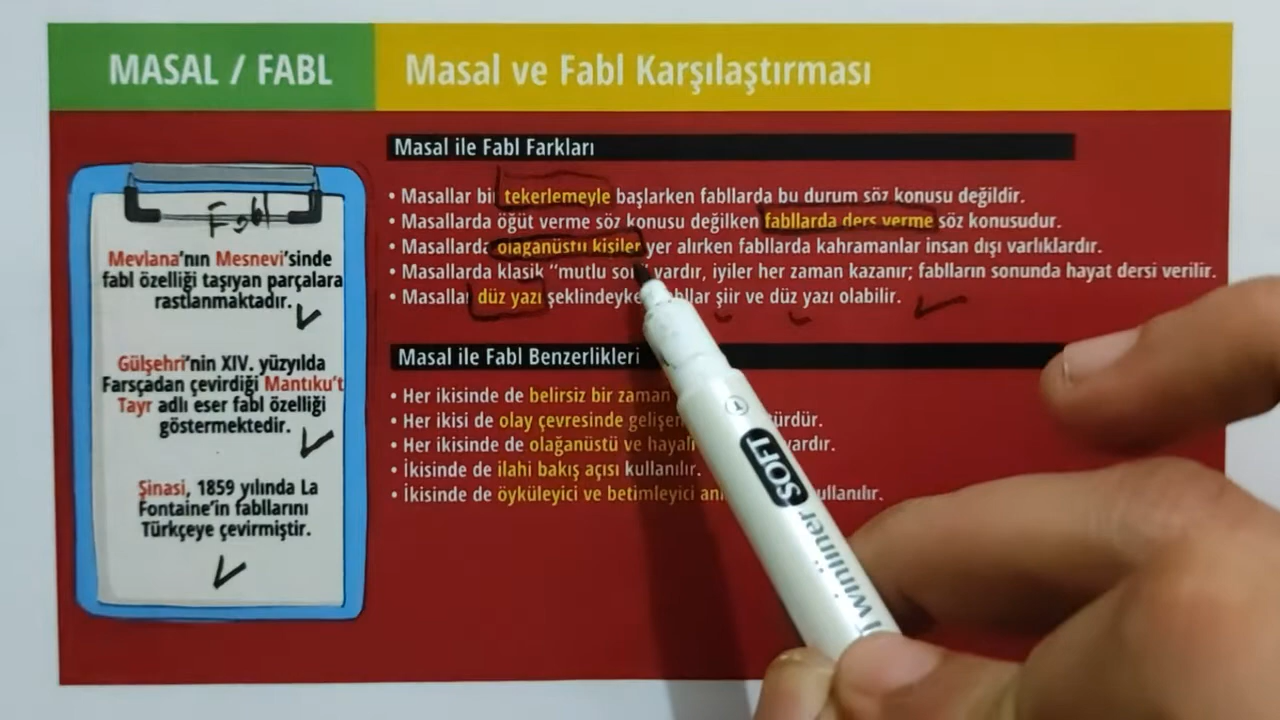 MASAL / FABL
Masal ve Fabl Karşılaştırması
Fabl
Mevlana'nın Mesnevi'sinde
fabl özelliği taşıyan parçalara
rastlanmaktadır.
Gülşehri'nin XIV. yüzyılda
Farsçadan çevirdiği Mantıku't
Tayr adlı eser fabl özelliği
göstermektedir.
Şinasi, 1859 yılında La
Fontaine'in fabllarını
Türkçeye çevirmiştir.
Masal ile Fabl Farkları
• Masallar bir tekerlemeyle başlarken fabllarda bu durum söz konusu değildir.
• Masallarda öğüt verme söz konusu değilken fabllarda ders verme söz konusudur.
• Masallarda olağanüstü kişiler yer alırken fabllarda kahramanlar insan dışı varlıklardır.
• Masallarda klasik "mutlu son" vardır, iyiler her zaman kazanır; fablların sonunda hayat dersi verilir.
• Masallar düz yazı şeklindeyken fabllar şiir ve düz yazı olabilir.
Masal ile Fabl Benzerlikleri
• Her ikisinde de belirsiz bir zaman
• Her ikisi de olay çevresinde gelişen
• Her ikisinde de olağanüstü ve hayali vardır.
• İkisinde de ilahi bakış açısı kullanılır.
• İkisinde de öyküleyici ve betimleyici kullanılır.
Twinliner SOFT